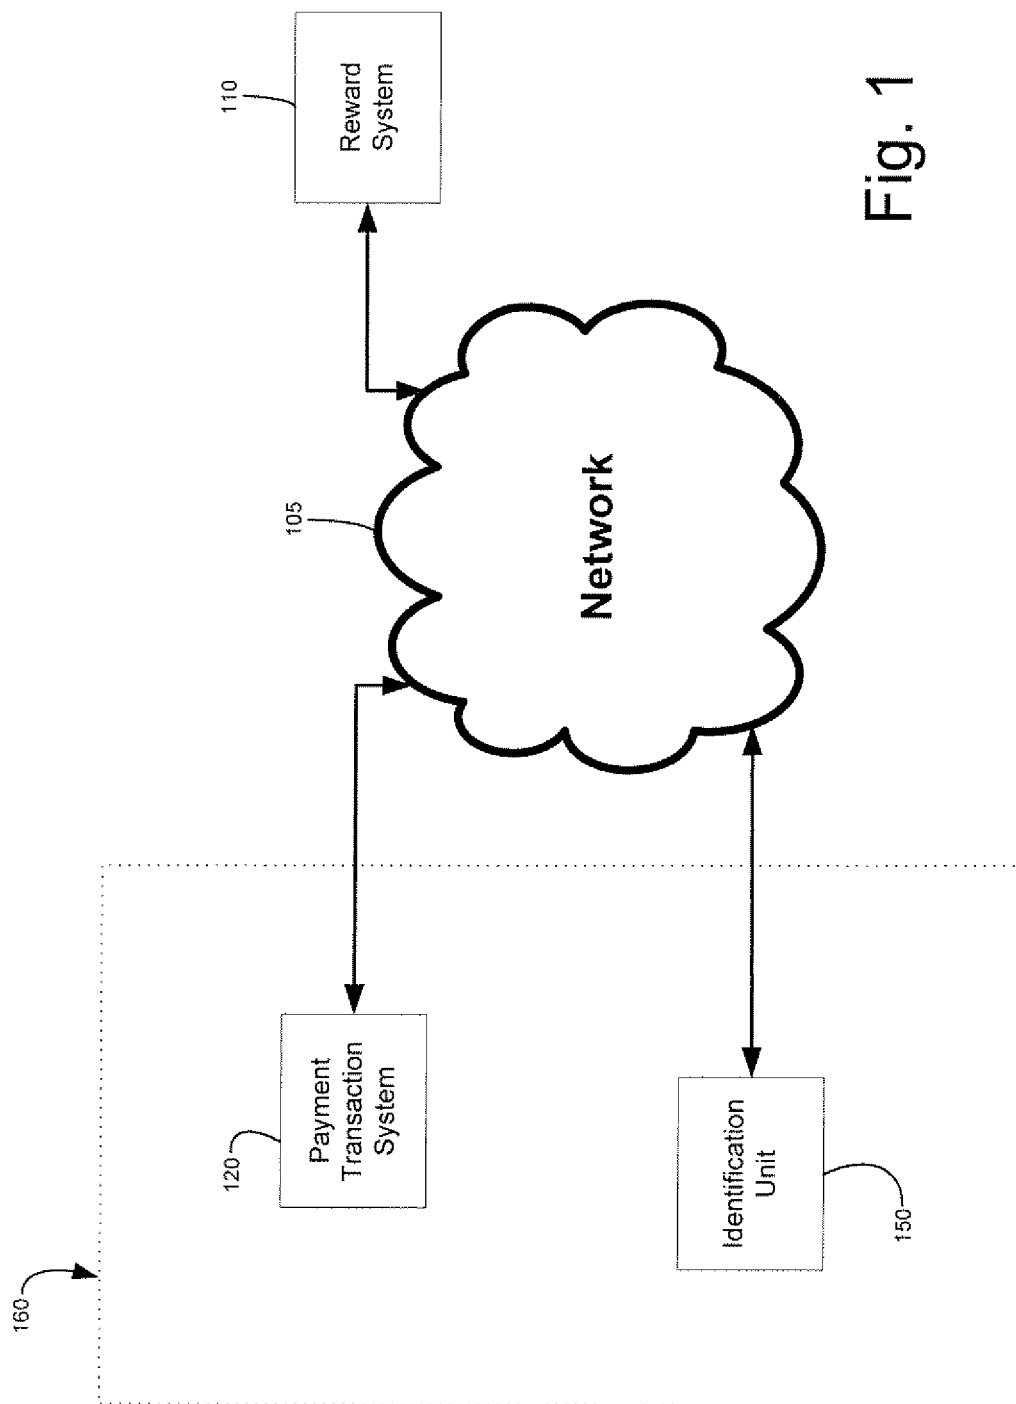 160
120
Payment
Transaction
System
105
110
Reward
System
Network
Identification
Unit
150
Fig. 1